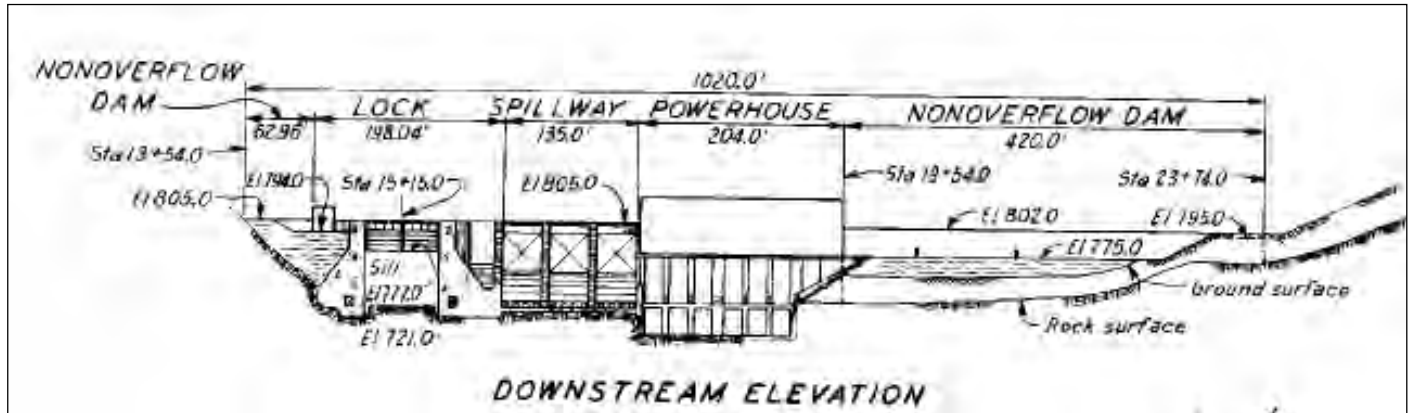 1020.0'
NONOVERFLOW
DAM
LOCK
SPILLWAY
POWERHOUSE
NONOVERFLOW DAM
62.96
198.04'
135.0'
204.0'
420.0'
Sta 13+54.0
Sta 19+54.0
Sta 23+74.0
El 794.0
Sta 15+15.0
El 805.0
El 805.0
El 802.0
El 795.0
El 775.0
Sill
El 777.0'
Ground surface
Rock surface
El 721.0'
DOWNSTREAM ELEVATION